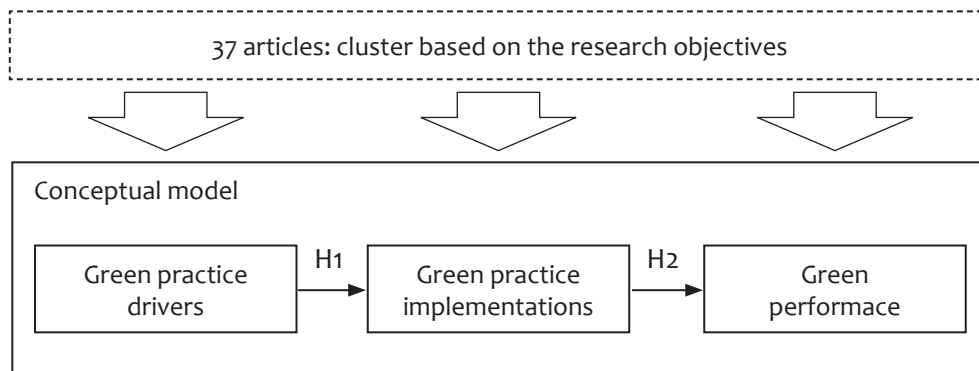 37 articles: cluster based on the research objectives
Conceptual model
Green practice
drivers
H1
Green practice
implementations
H2
Green
performace